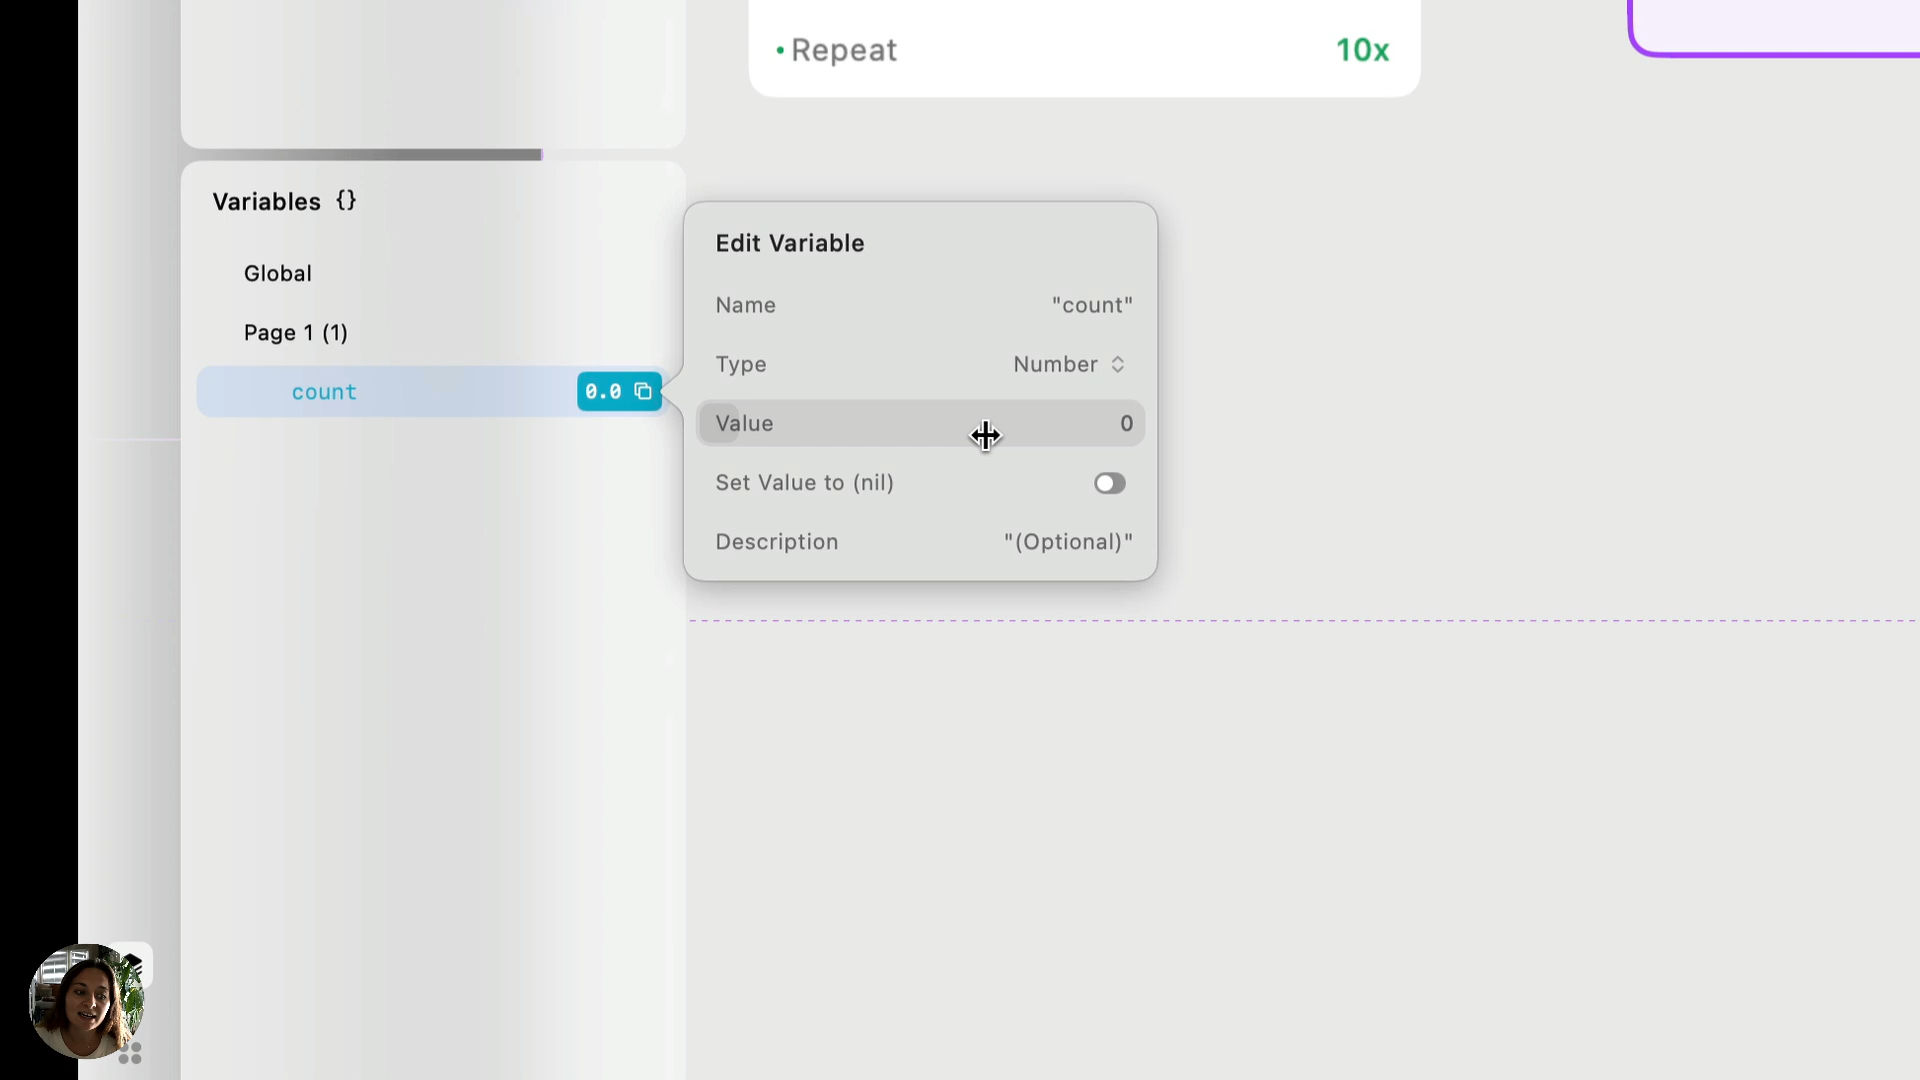 • Repeat 10x
Variables {}
Global
Page 1 (1)
count 0.0
Edit Variable
Name "count"
Type Number
Value 0
Set Value to (nil)
Description "(Optional)"